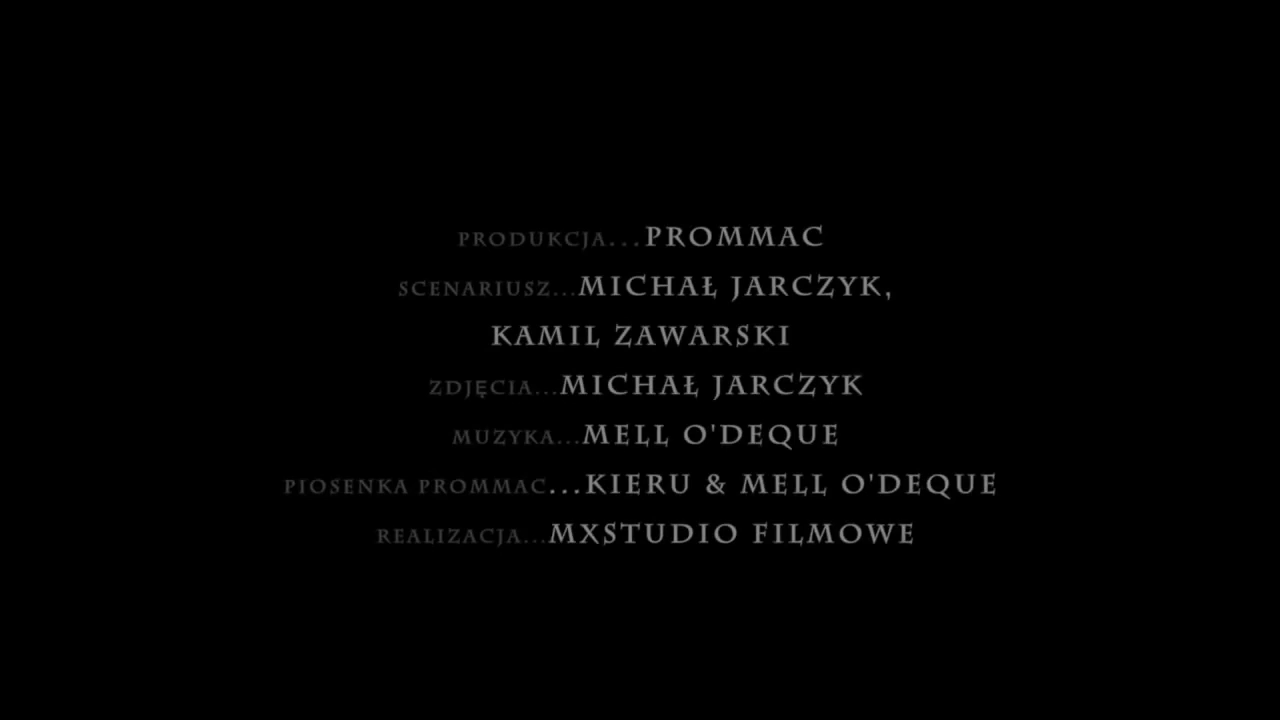 PRODUKCJA...PROMMAC
SCENARIUSZ...MICHAŁ JARCZYK,
KAMIL ZAWARSKI
ZDJĘCIA...MICHAŁ JARCZYK
MUZYKA...MELL O'DEQUE
PIOSENKA PROMMAC...KIERU & MELL O'DEQUE
REALIZACJA...MXSTUDIO FILMOWE